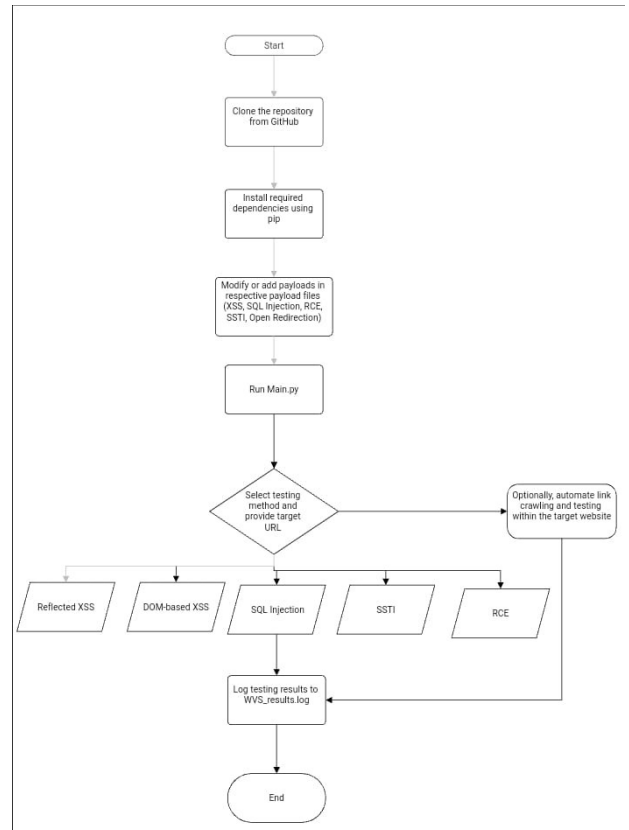 Start
Clone the repository
from GitHub
Install required
dependencies using
pip
Modify or add payloads in
respective payload files
(XSS, SQL Injection, RCE,
SSTI, Open Redirection)
Run Main.py
Select testing
method and
provide target
URL
Optionally, automate link
crawling and testing
within the target website
Reflected XSS
DOM-based XSS
SQL Injection
SSTI
RCE
Log testing results to
WVS_results.log
End